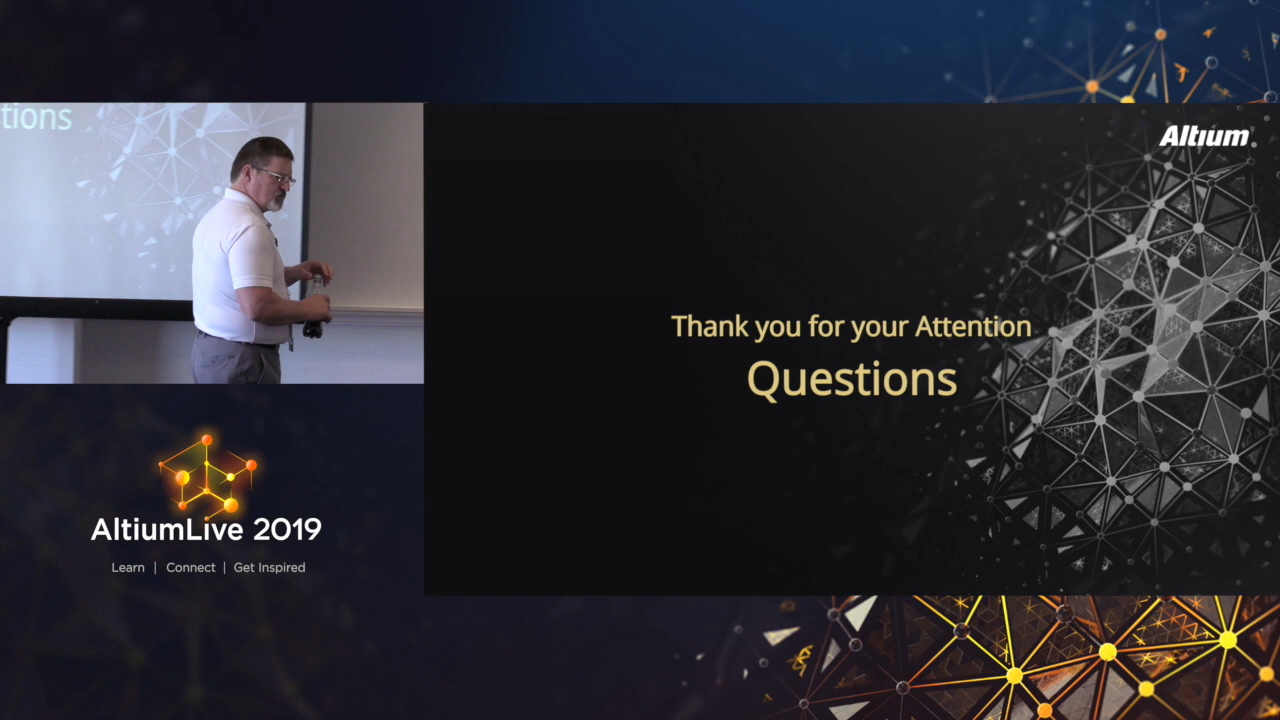 tions
Altium®
Thank you for your Attention
Questions
AltiumLive 2019
Learn | Connect | Get Inspired